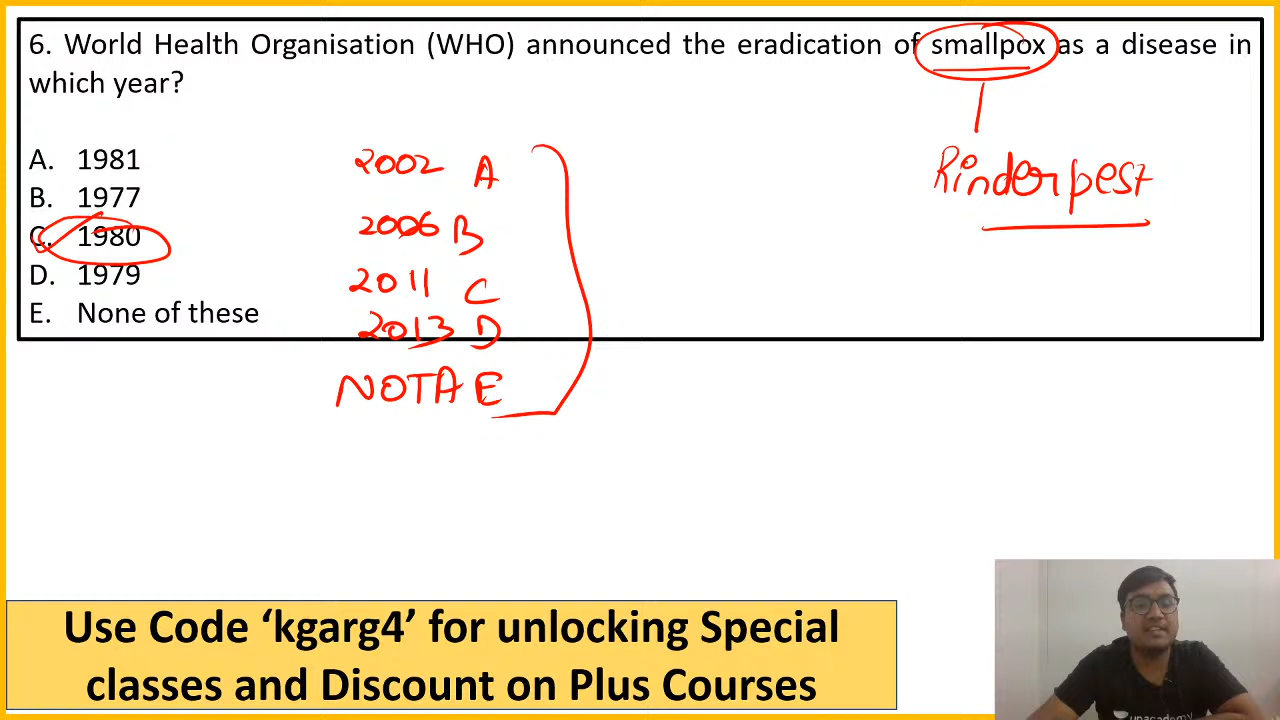 6. World Health Organisation (WHO) announced the eradication of smallpox as a disease in
which year?
A. 1981
B. 1977
C. 1980
D. 1979
E. None of these
2002 A
2006 B
2011 C
2013 D
NOTA E
Rinderpest
Use Code ‘kgarg4’ for unlocking Special
classes and Discount on Plus Courses
unacademy